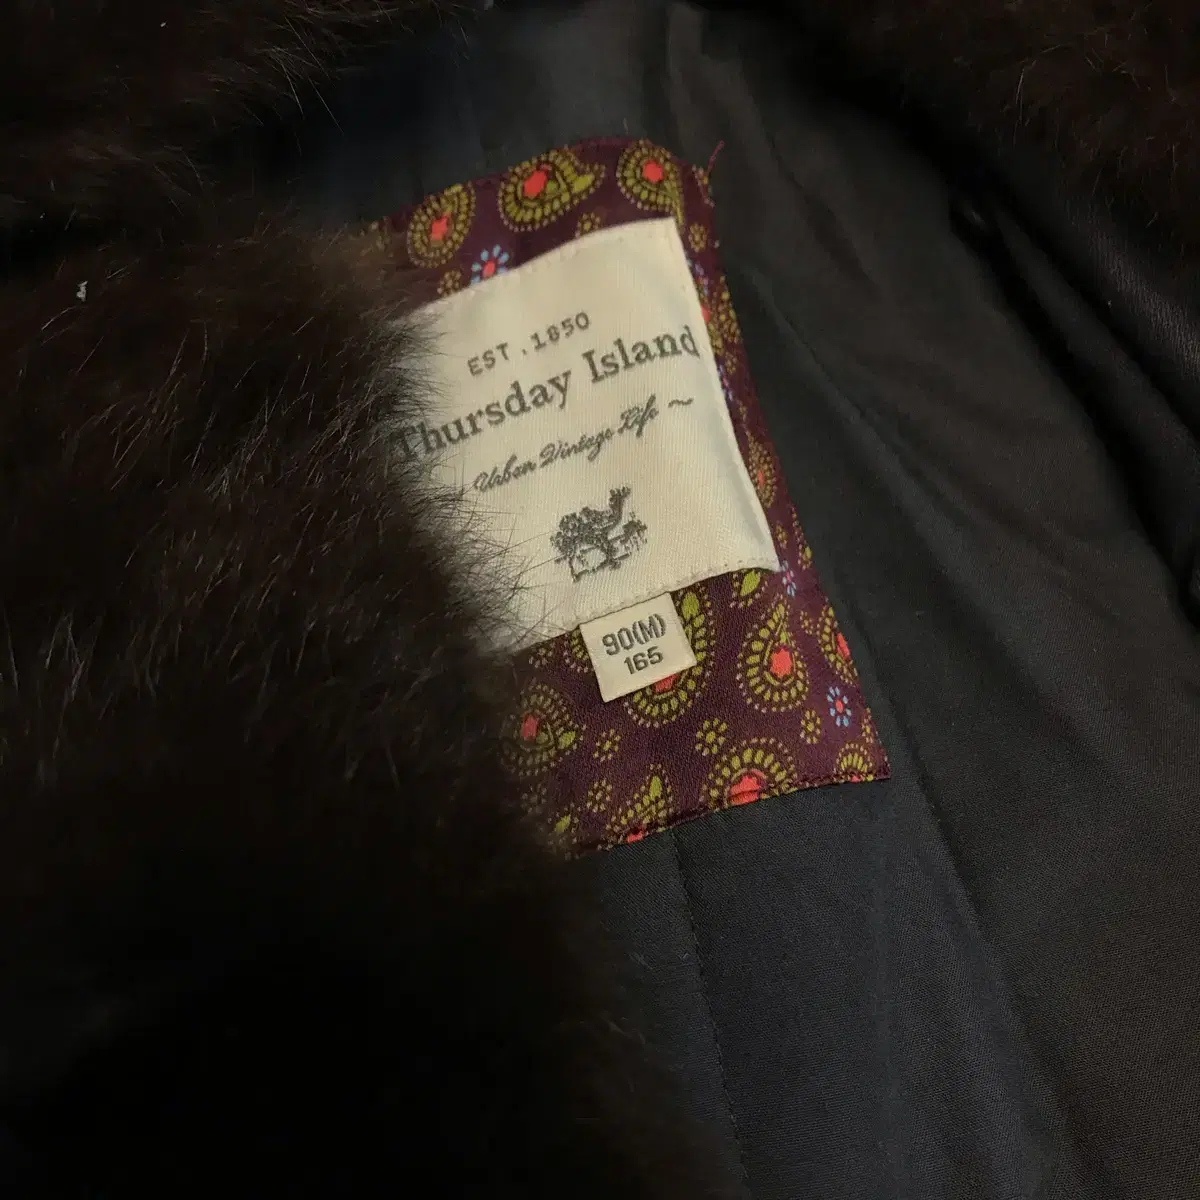 EST. 1850
Thursday Island
Urban Vintage Life ~
90(M)
165